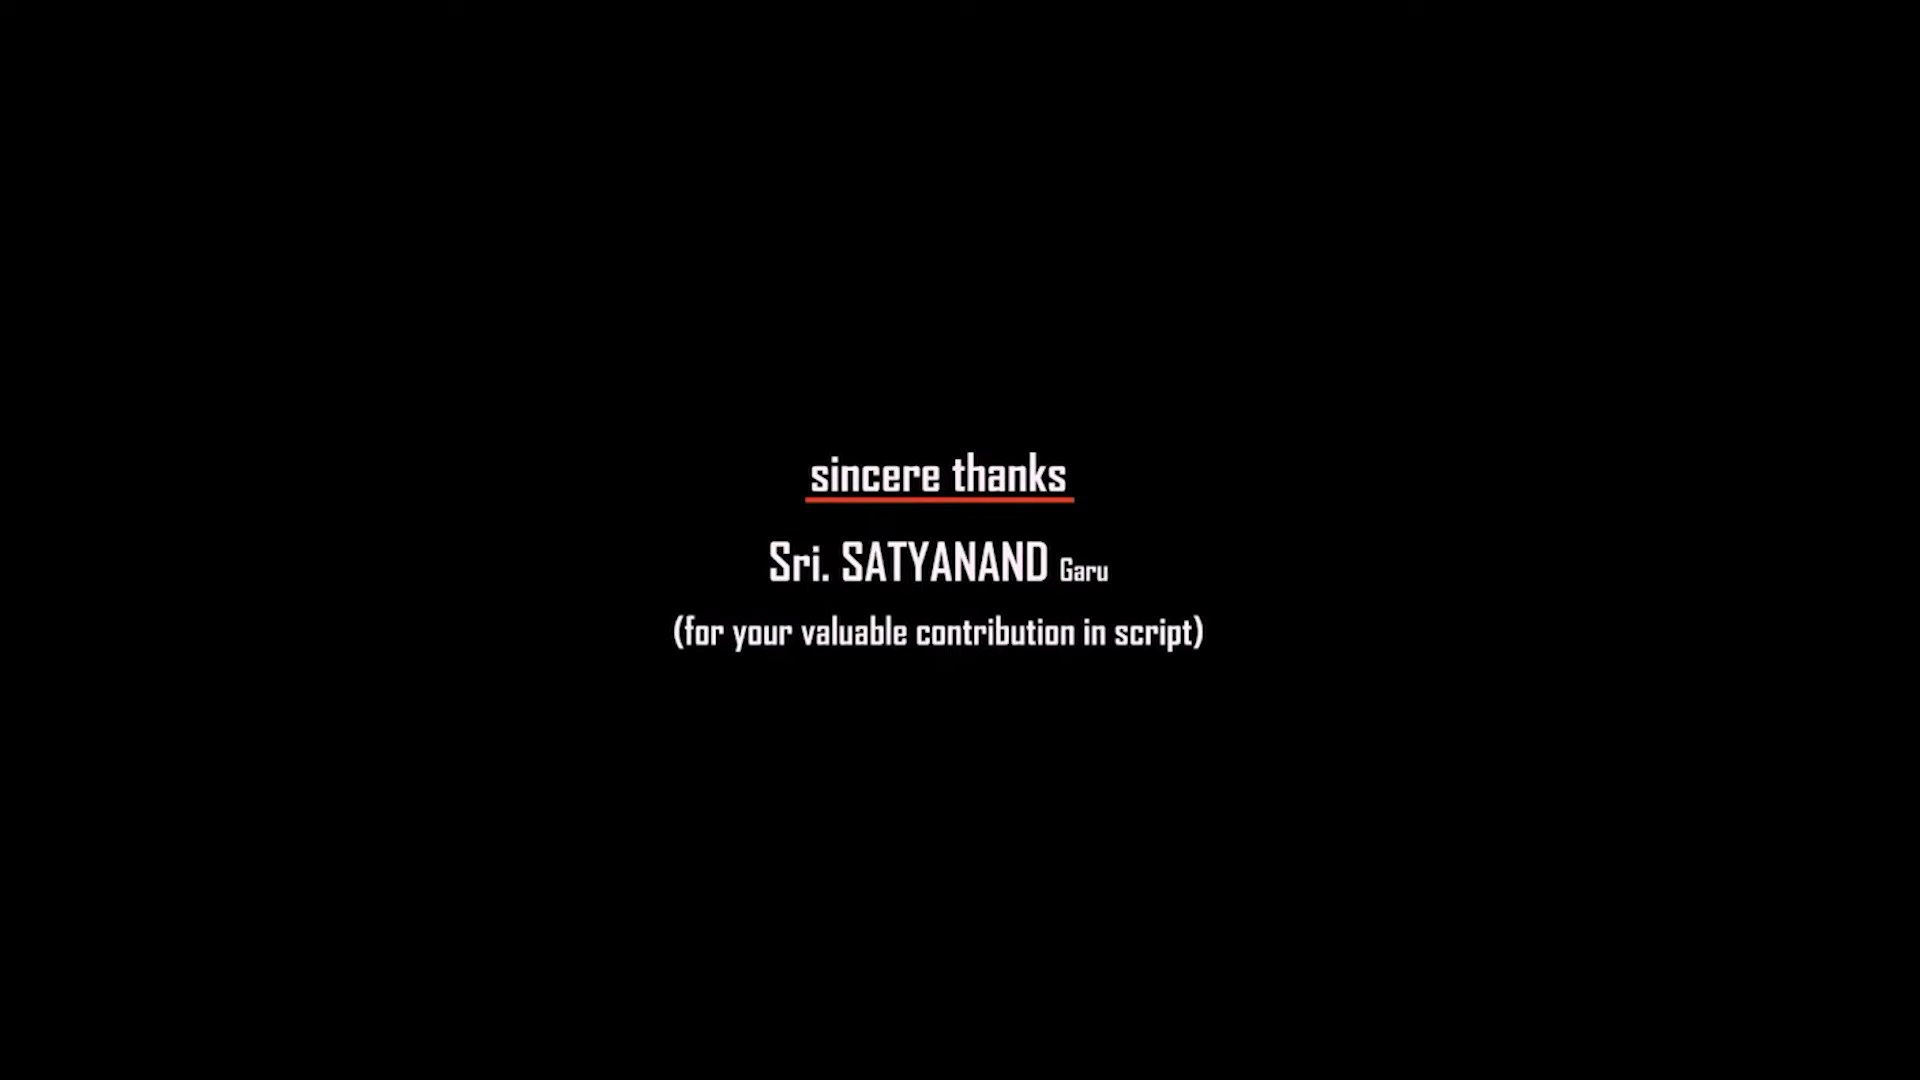 sincere thanks
Sri. SATYANAND Garu
(for your valuable contribution in script)